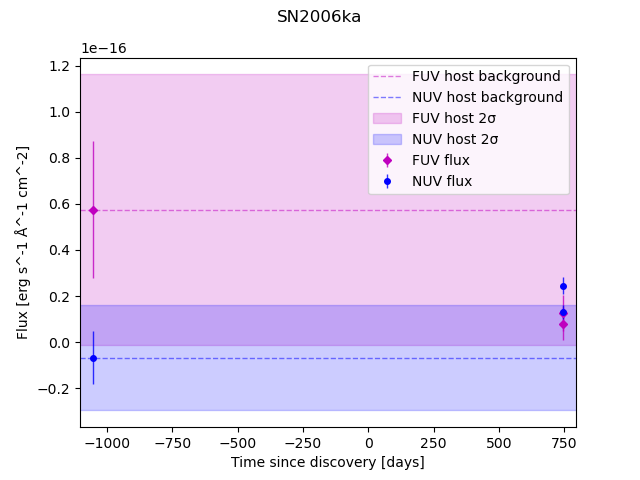 SN2006ka
1e−16
1.2
1.0
0.8
0.6
0.4
0.2
0.0
−0.2
Flux [erg s^-1 Å^-1 cm^-2]
FUV host background
NUV host background
FUV host 2σ
NUV host 2σ
FUV flux
NUV flux
−1000 −750 −500 −250 0 250 500 750
Time since discovery [days]